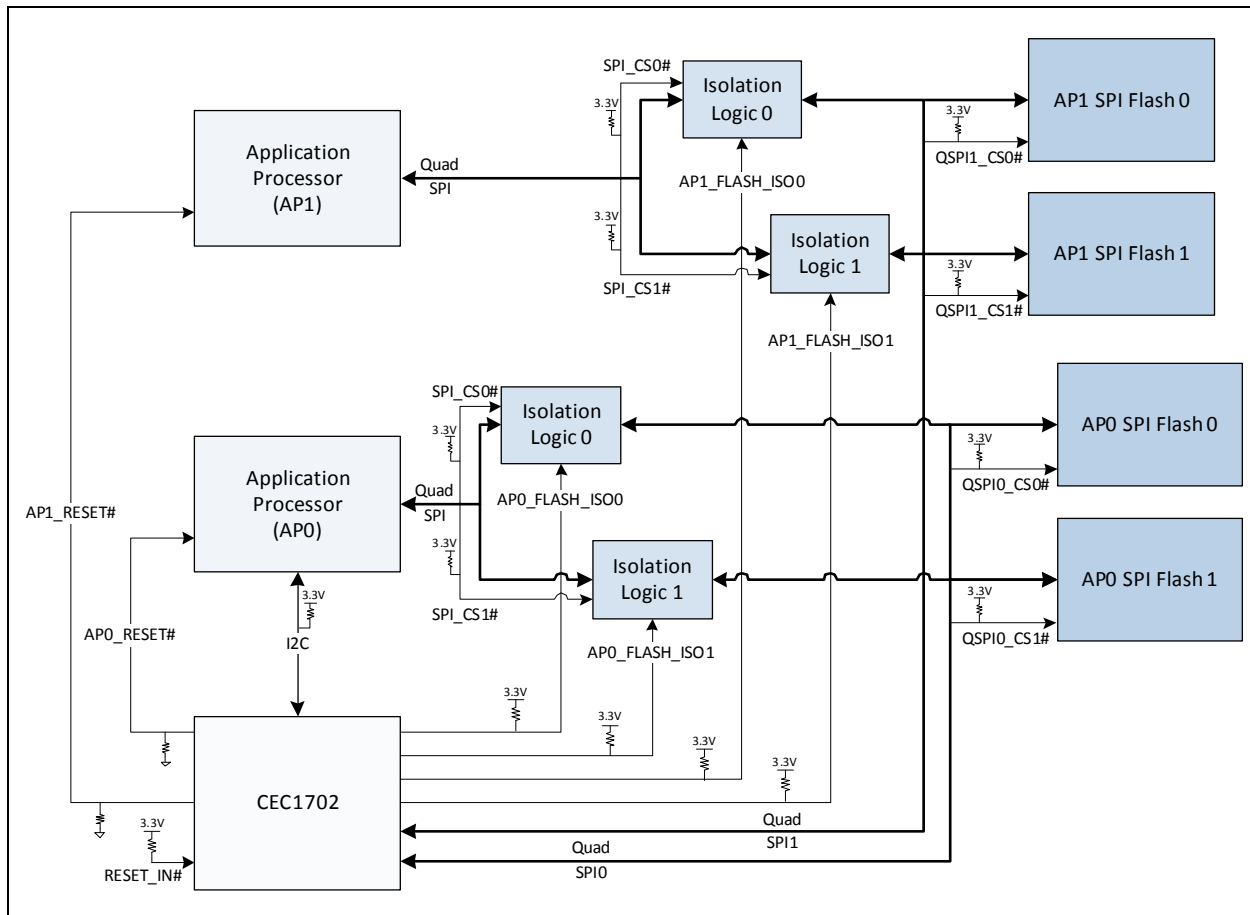 SPI_CS0#
3.3V
Isolation
Logic 0
AP1 SPI Flash 0
3.3V
QSPI1_CS0#
Application
Processor
(AP1)
Quad
SPI
AP1_FLASH_ISO0
3.3V
SPI_CS1#
Isolation
Logic 1
AP1 SPI Flash 1
3.3V
QSPI1_CS1#
AP1_FLASH_ISO1
SPI_CS0#
3.3V
Isolation
Logic 0
AP0 SPI Flash 0
3.3V
QSPI0_CS0#
Application
Processor
(AP0)
Quad
SPI
AP0_FLASH_ISO0
AP1_RESET#
3.3V
SPI_CS1#
Isolation
Logic 1
AP0 SPI Flash 1
3.3V
QSPI0_CS1#
3.3V
I2C
AP0_RESET#
AP0_FLASH_ISO1
3.3V
3.3V
3.3V
3.3V
CEC1702
3.3V
RESET_IN#
Quad
SPI1
Quad
SPI0